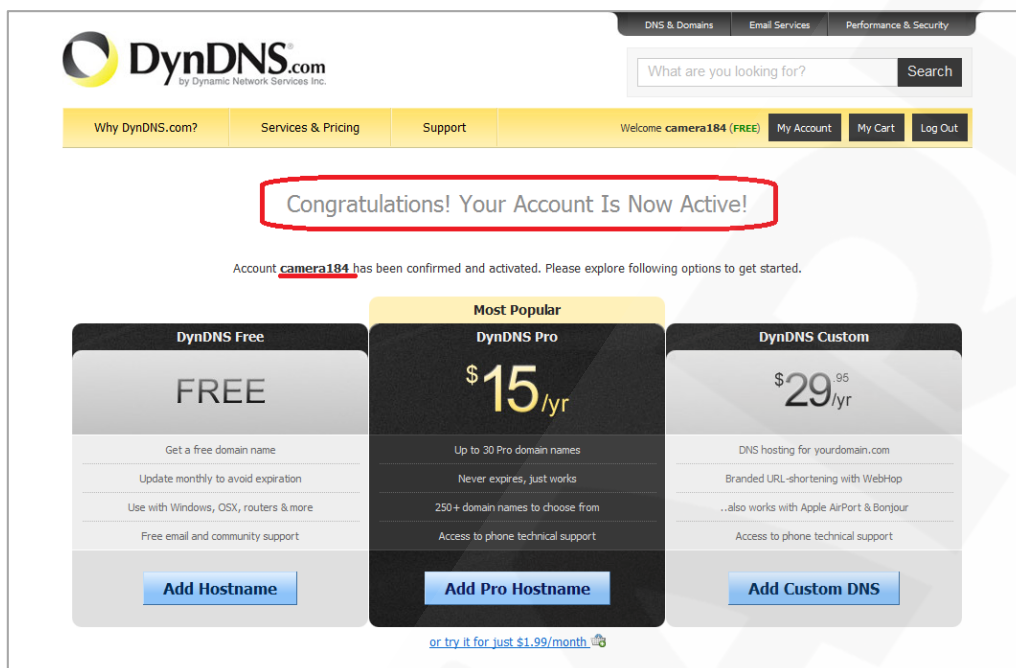 DNS & Domains Email Services Performance & Security
DynDNS.com
by Dynamic Network Services Inc.
What are you looking for? Search
Why DynDNS.com? Services & Pricing Support Welcome camera184 (FREE) My Account My Cart Log Out
Congratulations! Your Account Is Now Active!
Account camera184 has been confirmed and activated. Please explore following options to get started.
Most Popular
DynDNS Free DynDNS Pro DynDNS Custom
FREE $15/yr $29.95/yr
Get a free domain name Up to 30 Pro domain names DNS hosting for yourdomain.com
Update monthly to avoid expiration Never expires, just works Branded URL-shortening with WebHop
Use with Windows, OSX, routers & more 250+ domain names to choose from ..also works with Apple AirPort & Bonjour
Free email and community support Access to phone technical support Access to phone technical support
Add Hostname Add Pro Hostname Add Custom DNS
or try it for just $1.99/month